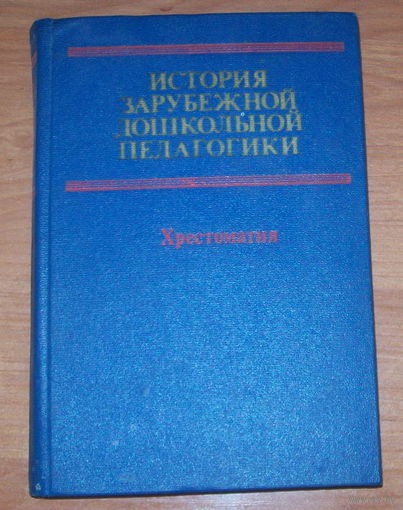 ИСТОРИЯ
ЗАРУБЕЖНОЙ
ДОШКОЛЬНОЙ
ПЕДАГОГИКИ
Хрестоматия